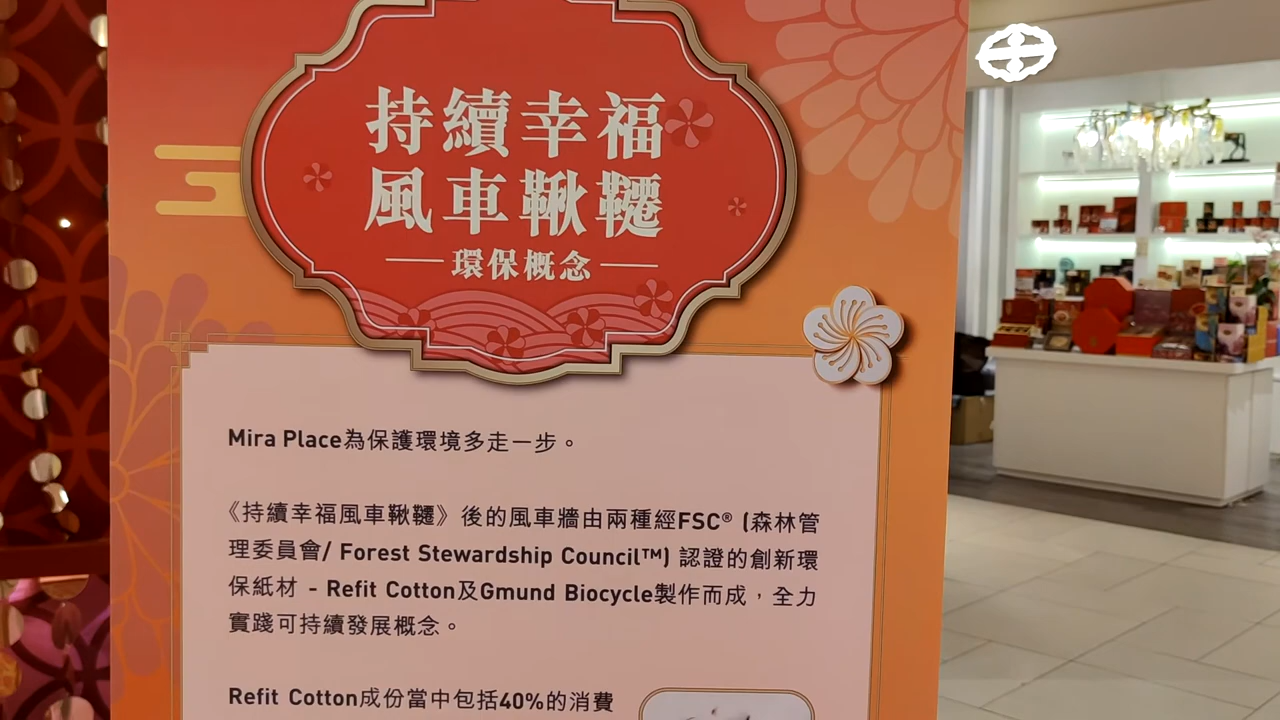 持續幸福
風車鞦韆
環保概念
Mira Place為保護環境多走一步。
《持續幸福風車鞦韆》後的風車牆由兩種經FSC® (森林管
理委員會/ Forest Stewardship Council™) 認證的創新環
保紙材 - Refit Cotton及Gmund Biocycle製作而成，全力
實踐可持續發展概念。
Refit Cotton成份當中包括40%的消費